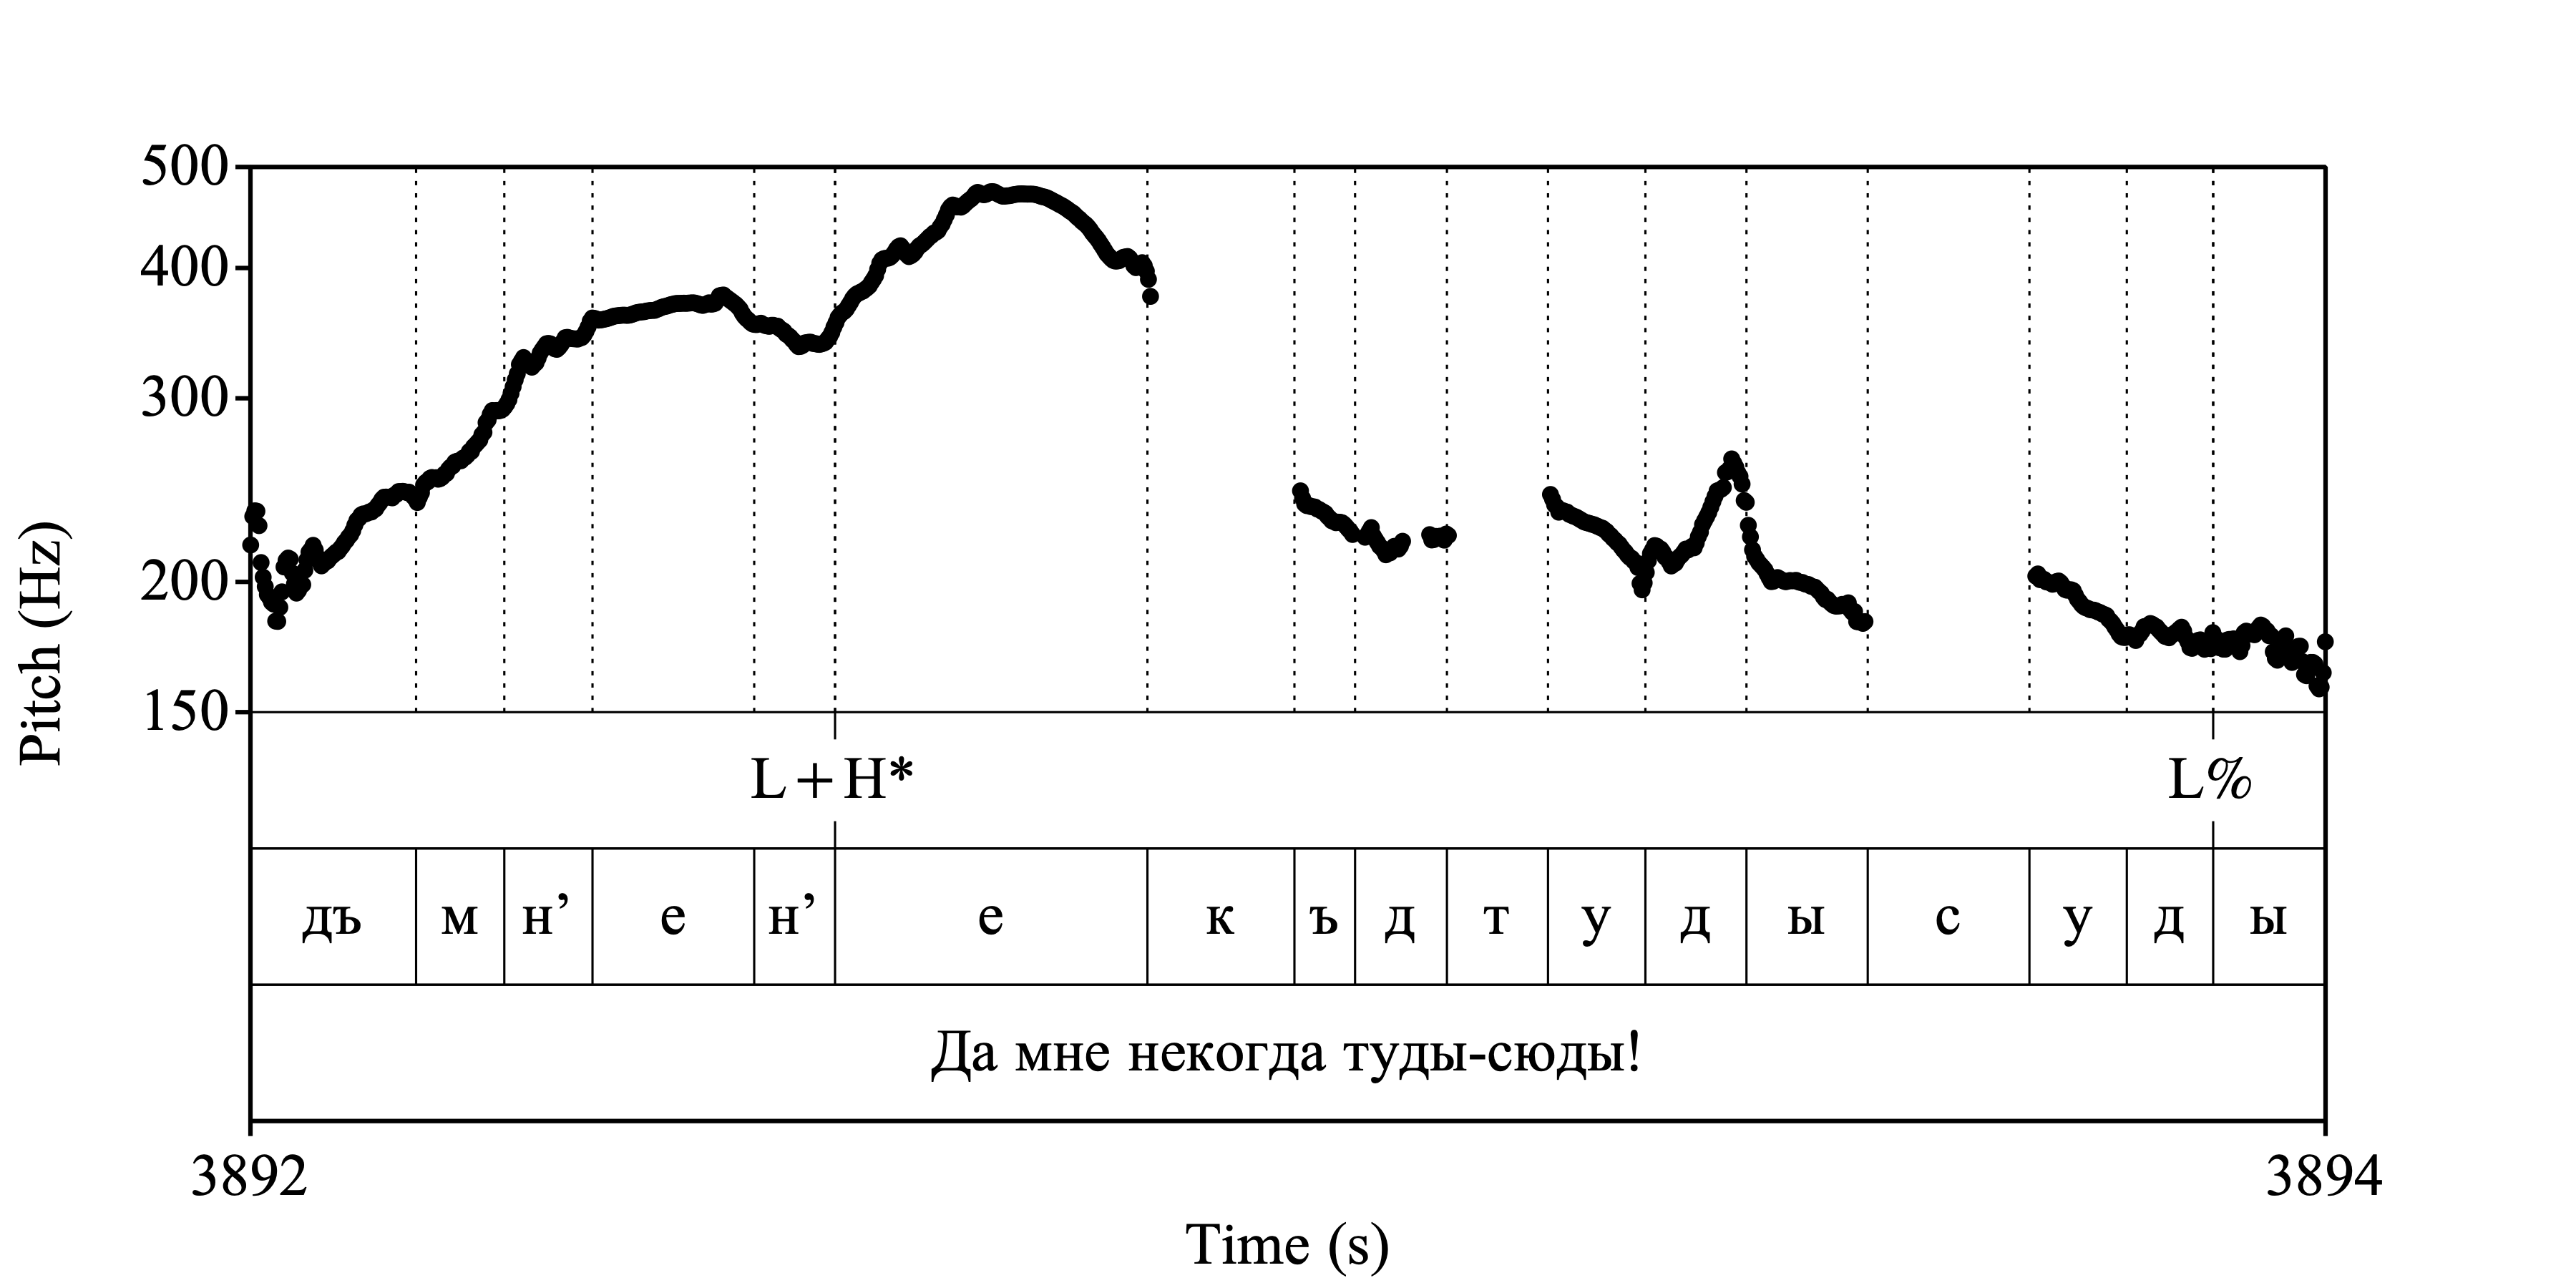 500
400
300
200
150
Pitch (Hz)
L+H* L%
дъ м н’ е н’ е к ъ д т у д ы с у д ы
Да мне некогда туды-сюды!
3892 3894
Time (s)